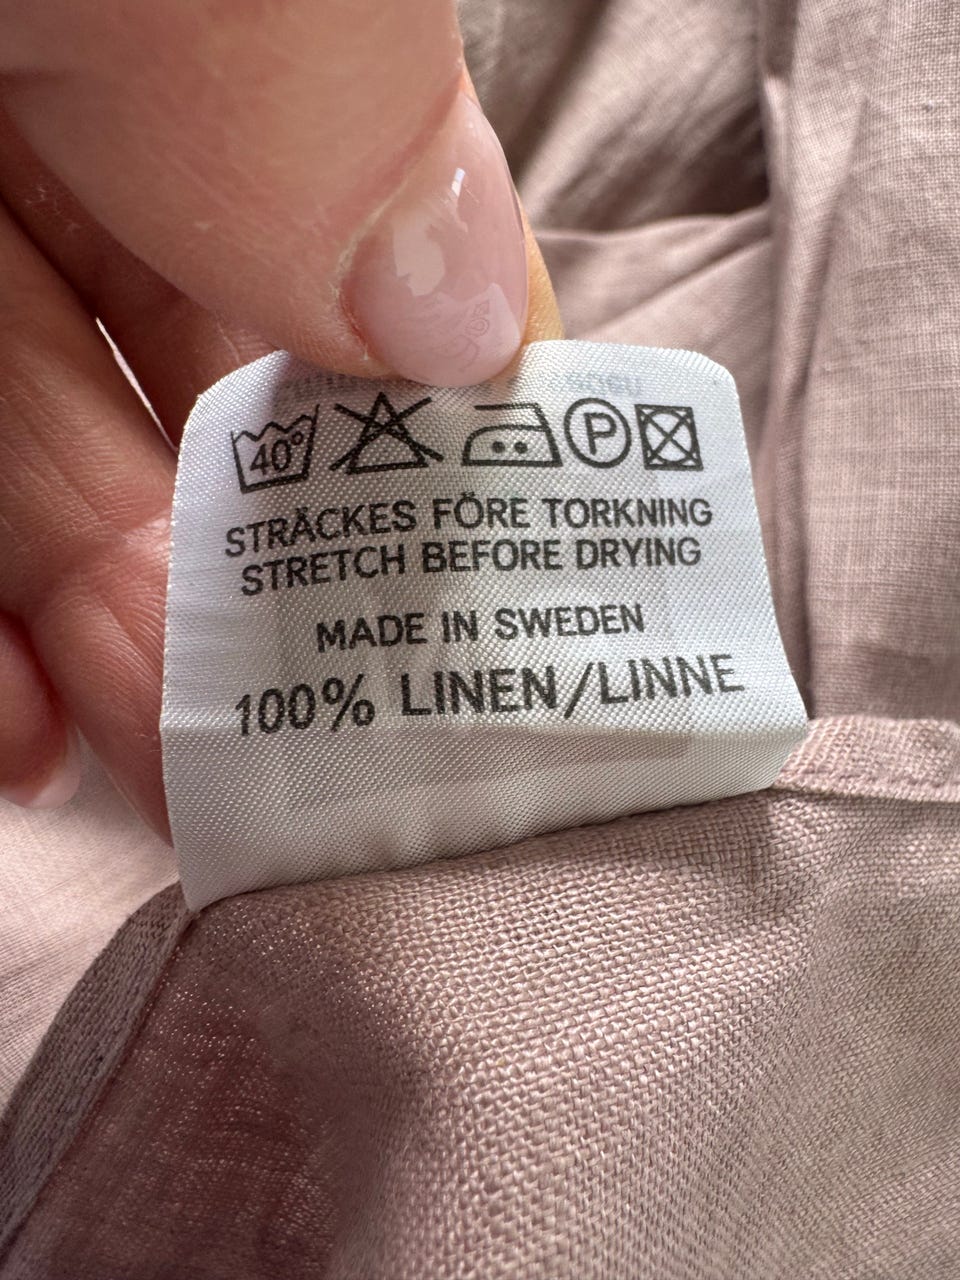 40° P
STRÄCKES FÖRE TORKNING
STRETCH BEFORE DRYING
MADE IN SWEDEN
100% LINEN/LINNE